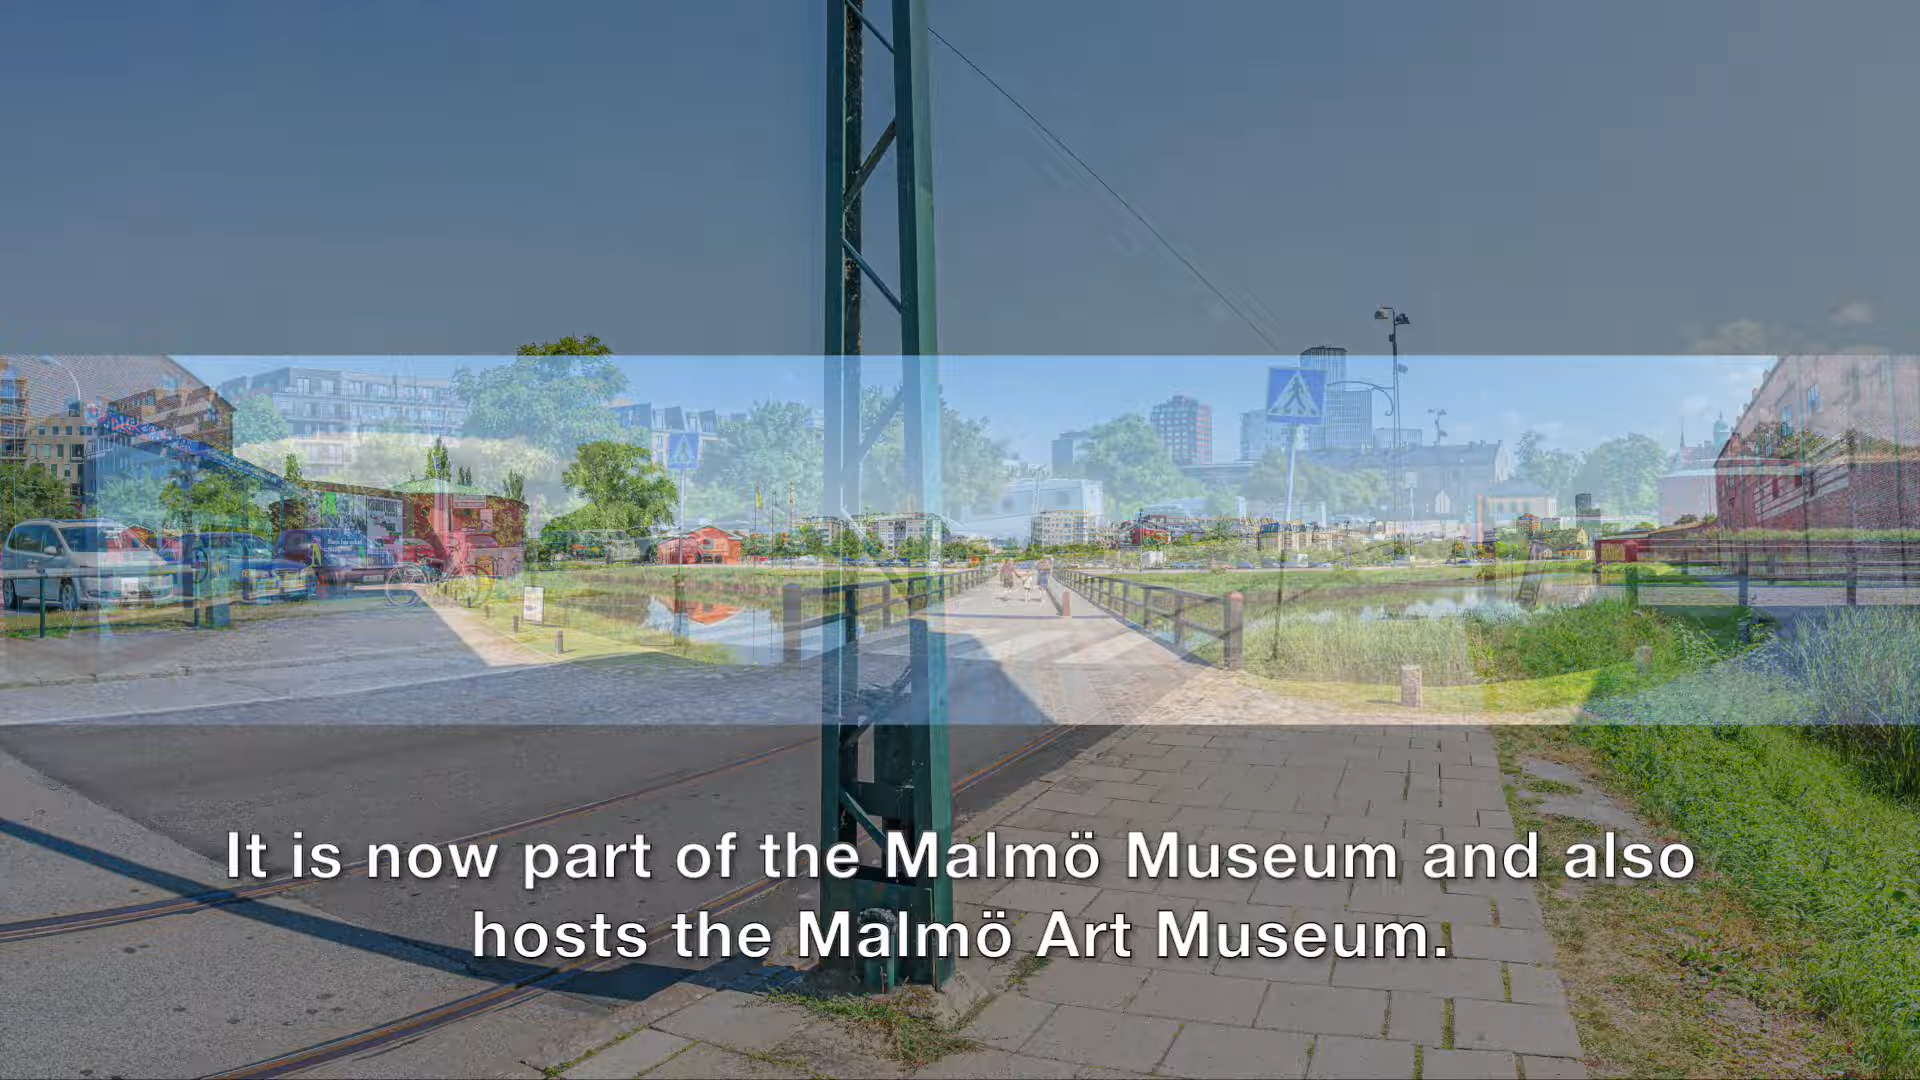 It is now part of the Malmö Museum and also
hosts the Malmö Art Museum.